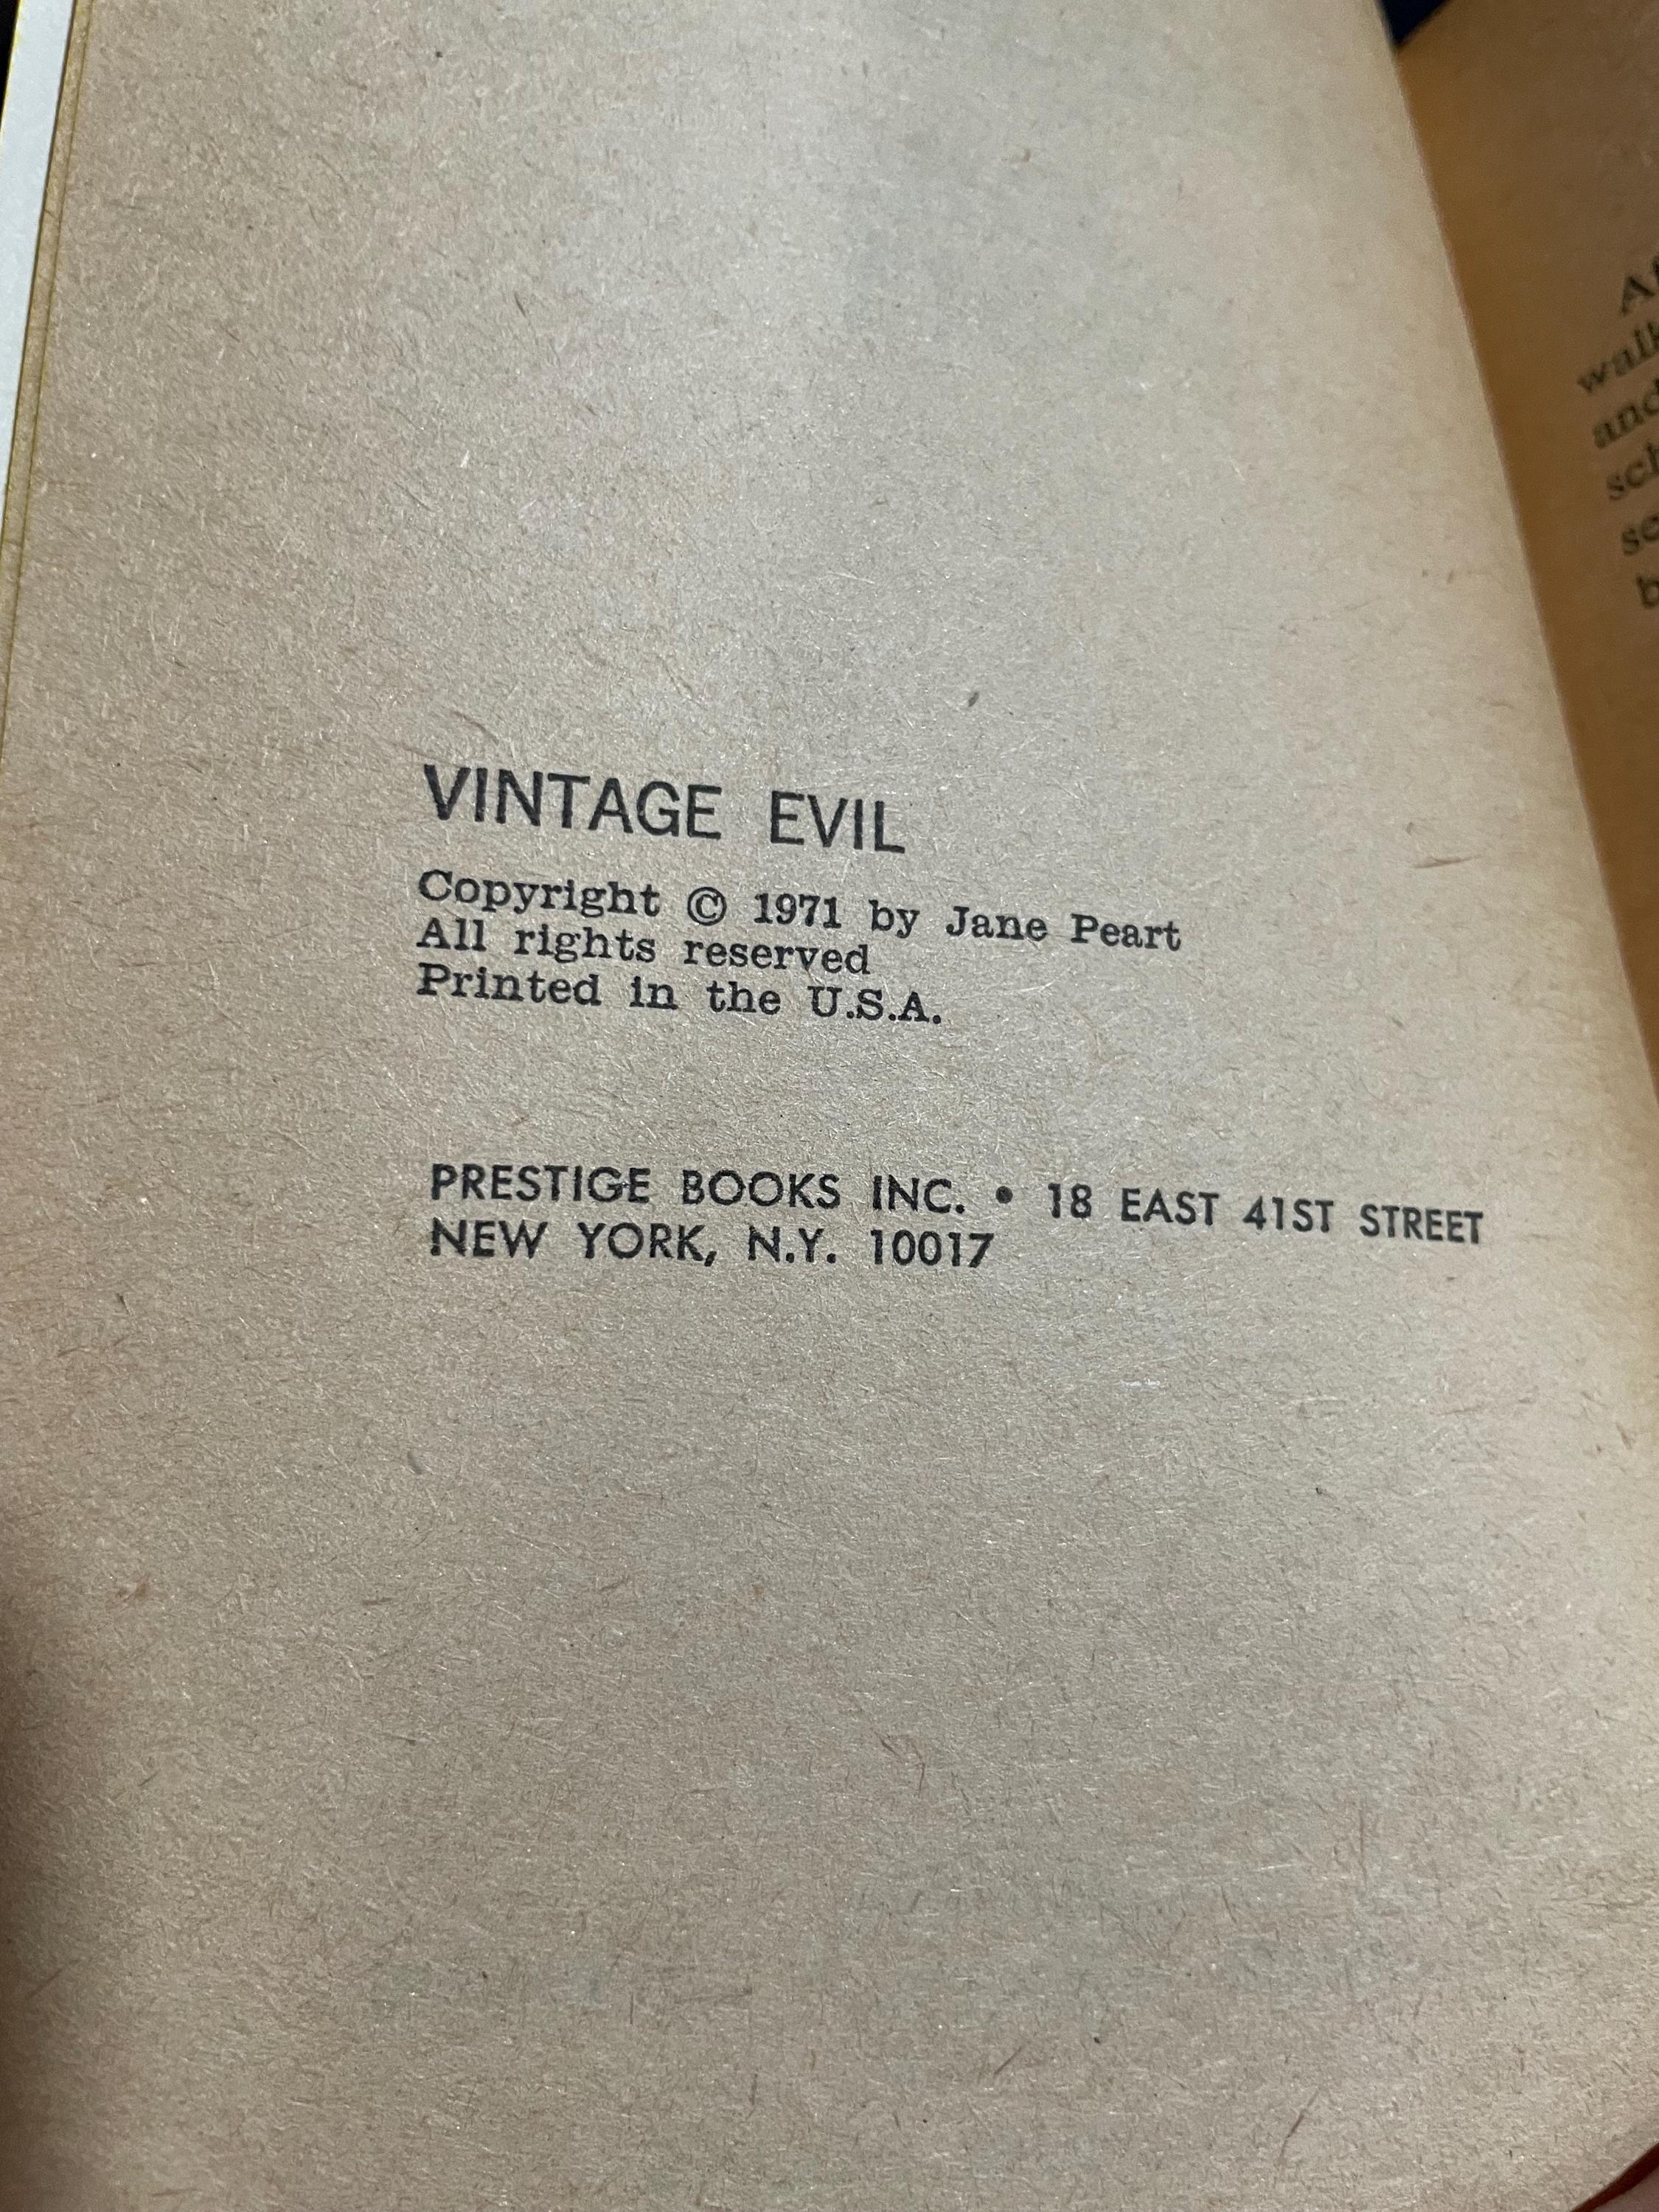 VINTAGE EVIL
Copyright © 1971 by Jane Peart
All rights reserved
Printed in the U.S.A.
PRESTIGE BOOKS INC. • 18 EAST 41ST STREET
NEW YORK, N.Y. 10017
and